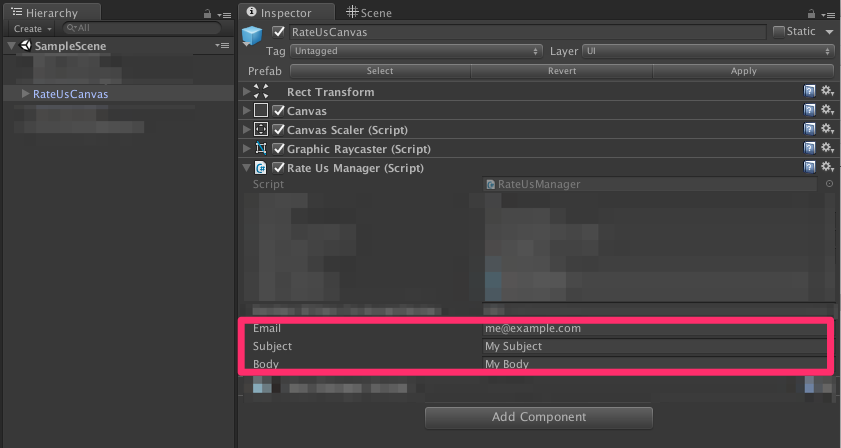 Hierarchy
Create
All
SampleScene
RateUsCanvas
Inspector
Scene
RateUsCanvas
Static
Tag
Untagged
Layer
UI
Prefab
Select
Revert
Apply
Rect Transform
Canvas
Canvas Scaler (Script)
Graphic Raycaster (Script)
Rate Us Manager (Script)
Script
RateUsManager
Email
me@example.com
Subject
My Subject
Body
My Body
Add Component